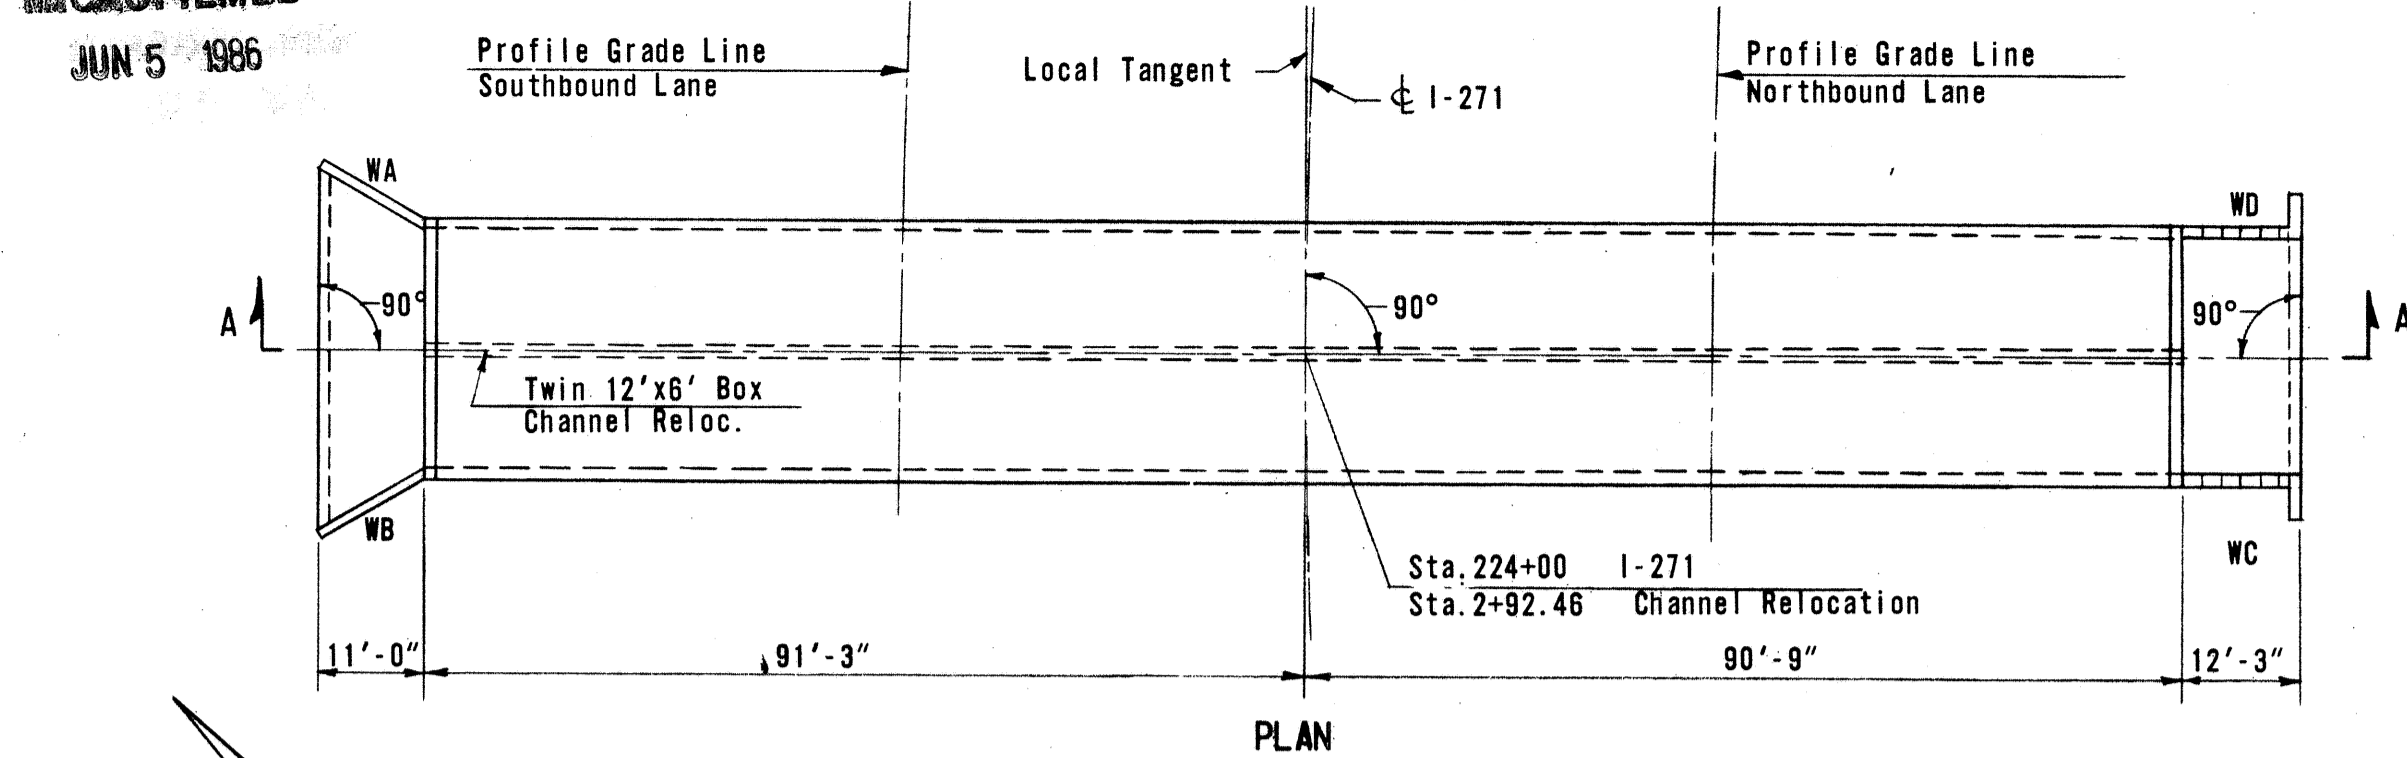 JUN 5 1986
Profile Grade Line
Southbound Lane
Local Tangent
℄ I-271
Profile Grade Line
Northbound Lane
WA
WD
A
90°
90°
90°
A
Twin 12'x6' Box
Channel Reloc.
WB
WC
Sta. 224+00 I-271
Sta. 2+92.46 Channel Relocation
11'-0"
91'-3"
90'-9"
12'-3"
PLAN